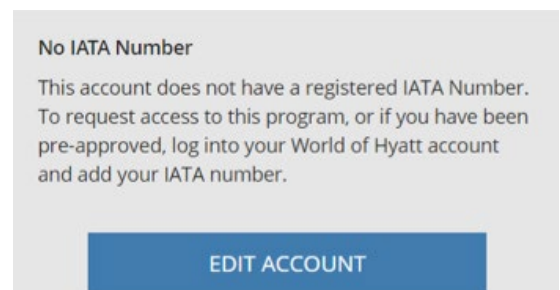 No IATA Number
This account does not have a registered IATA Number.
To request access to this program, or if you have been
pre-approved, log into your World of Hyatt account
and add your IATA number.
EDIT ACCOUNT